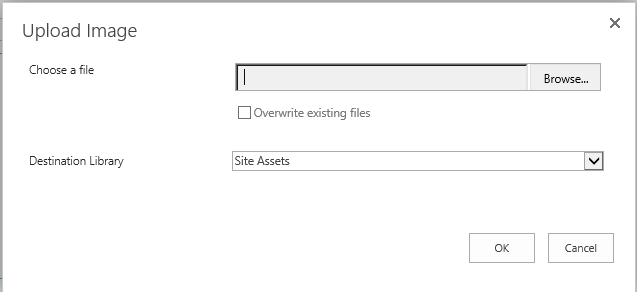 Upload Image
Choose a file
Browse...
Overwrite existing files
Destination Library
Site Assets
OK
Cancel